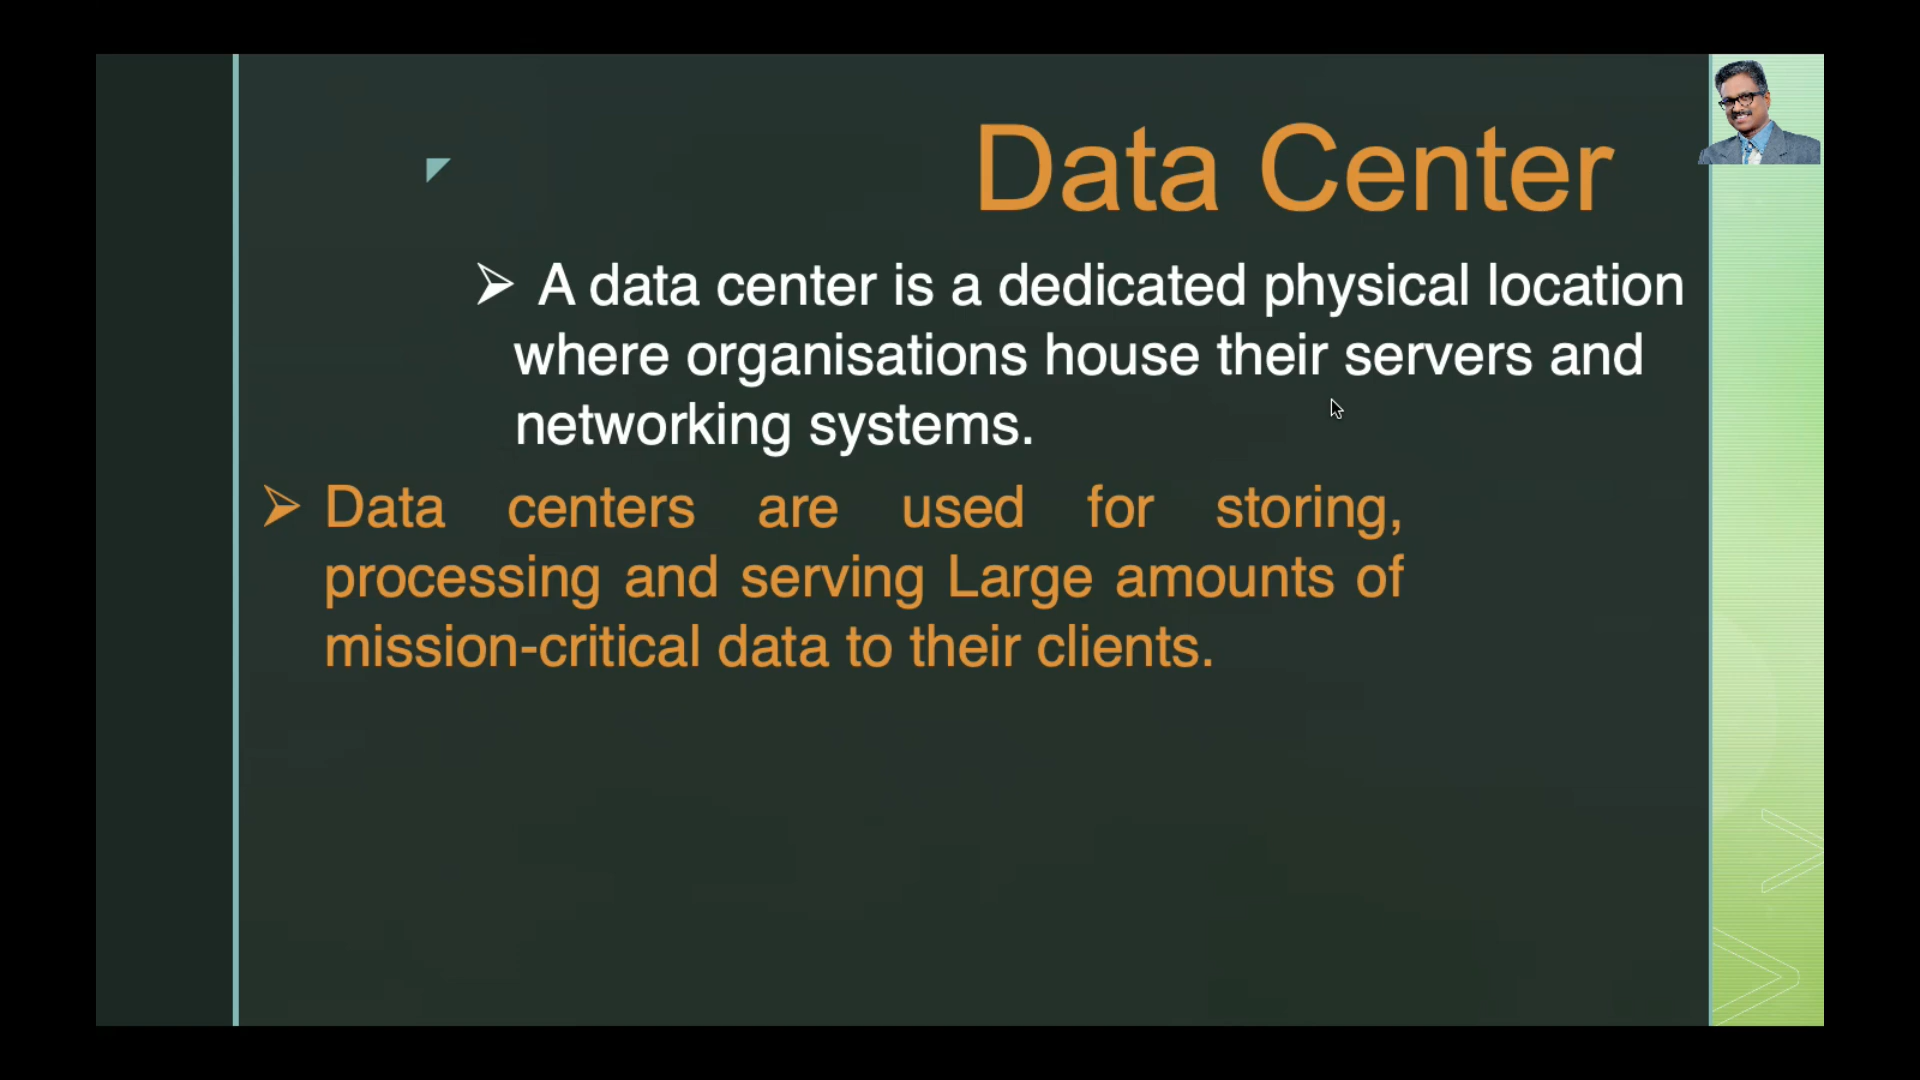 Data Center
➢ A data center is a dedicated physical location
where organisations house their servers and
networking systems.
➢ Data centers are used for storing,
processing and serving Large amounts of
mission-critical data to their clients.